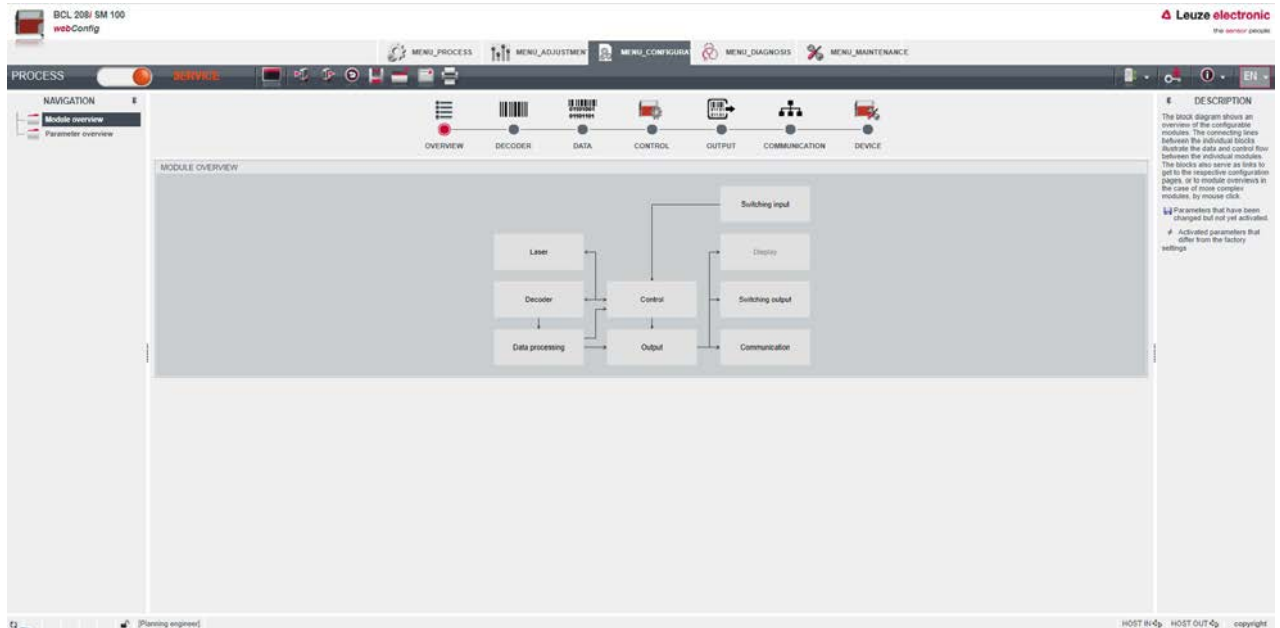 BCL 208i SM 100
webConfig
Leuze electronic
the sensor people
MENU_PROCESS
MENU_ADJUSTMEN
MENU_CONFIGURA
MENU_DIAGNOSIS
MENU_MAINTENANCE
PROCESS
SERVICE
EN
NAVIGATION
Module overview
Parameter overview
OVERVIEW
DECODER
DATA
CONTROL
OUTPUT
COMMUNICATION
DEVICE
MODULE OVERVIEW
Switching input
Laser
Display
Decoder
Control
Switching output
Data processing
Output
Communication
DESCRIPTION
The block diagram shows an
overview of the configurable
modules. The connecting lines
between the individual blocks
illustrate the data and control flow
between the individual modules.
The blocks also serve as links to
get to the respective configuration
pages, or to module overviews in
the case of more complex
modules, by mouse click.
Parameters that have been
changed but not yet activated.
Activated parameters that
differ from the factory
settings
[Planning engineer]
HOST IN
HOST OUT
copyright